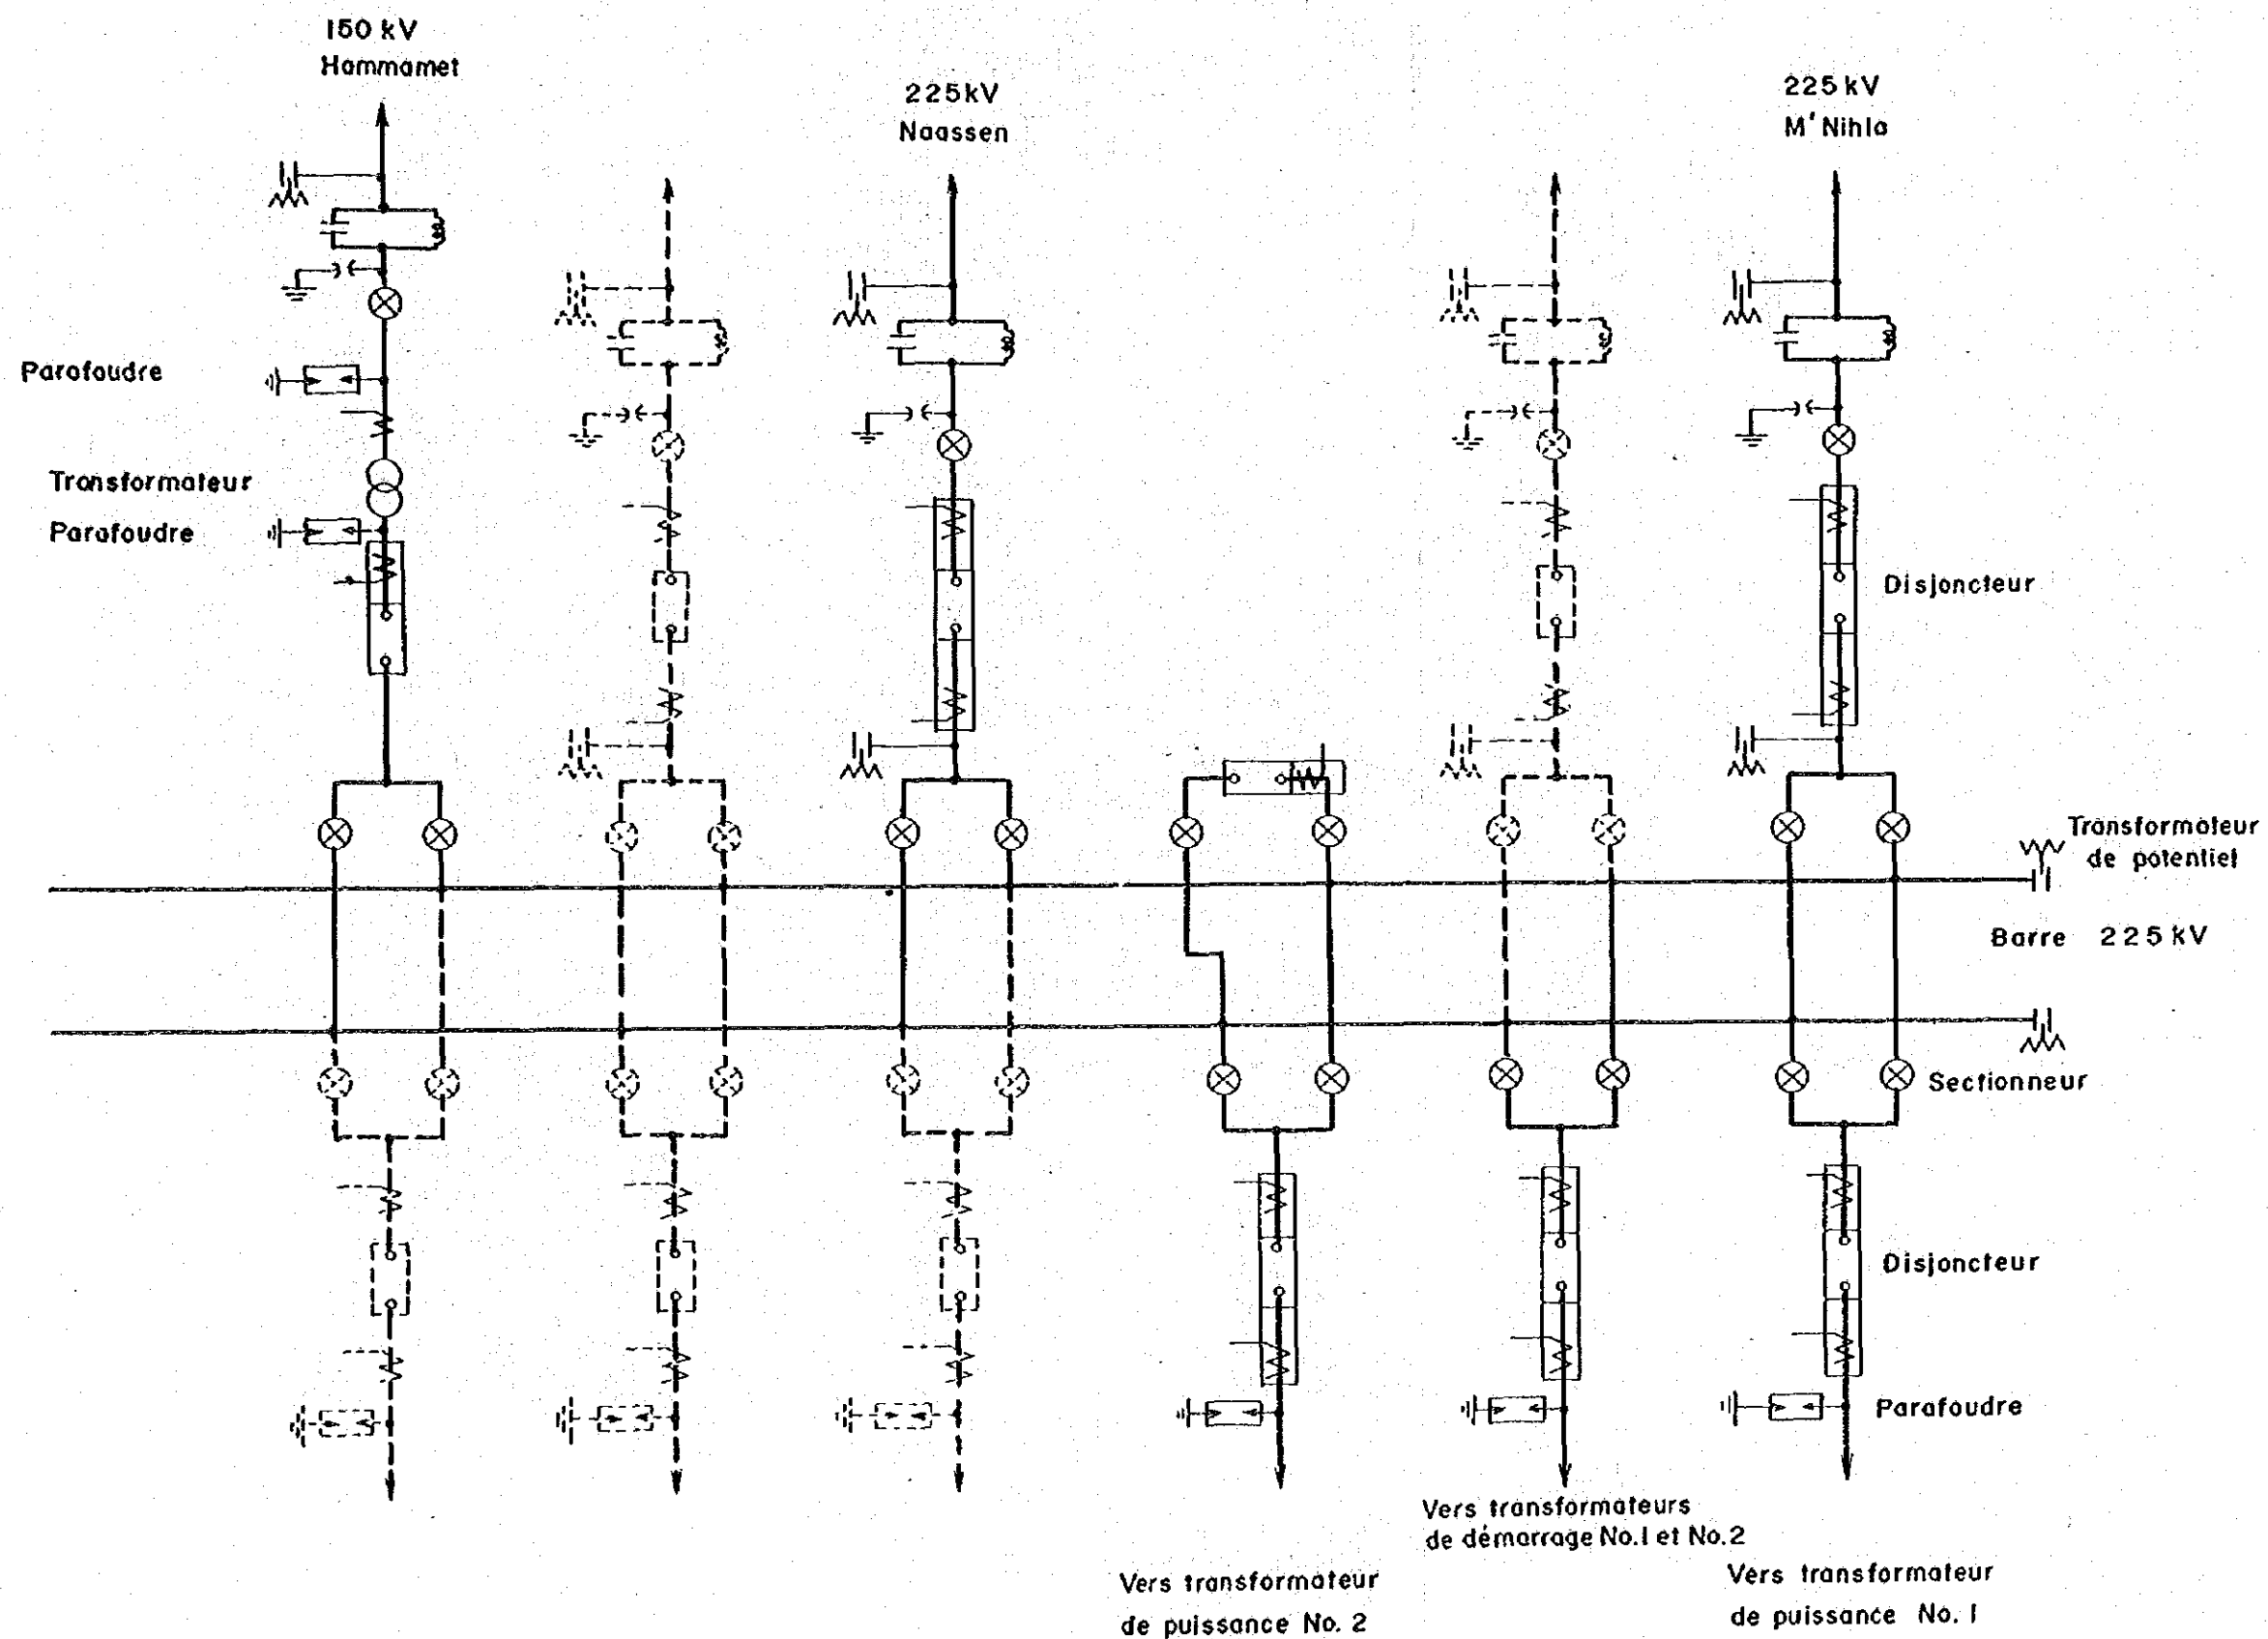 150 kV
Hammamet
225kV
Naassen
225kV
M'Nihla
Parafoudre
Transformateur
Parafoudre
Disjoncteur
Transformateur
de potentiel
Barre 225kV
Sectionneur
Disjoncteur
Parafoudre
Vers transformateurs
de démarrage No.1 et No.2
Vers transformateur
de puissance No. 2
Vers transformateur
de puissance No. 1